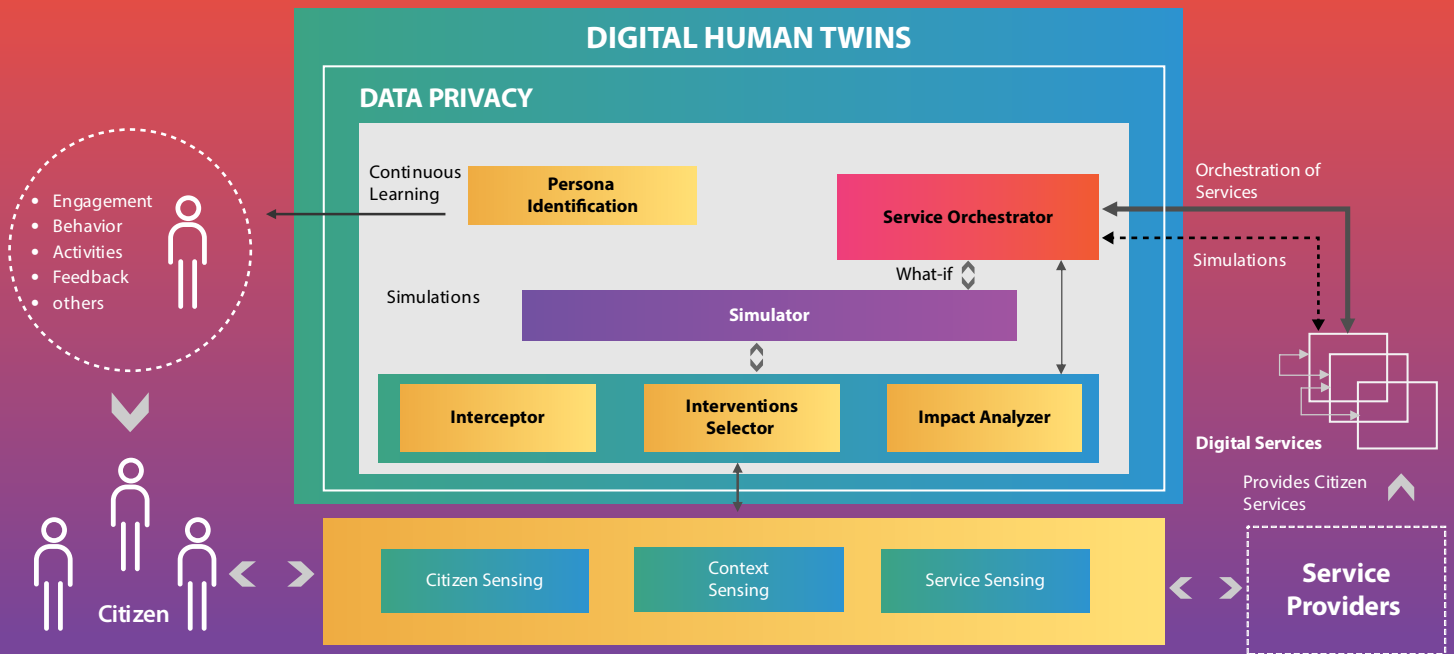 DIGITAL HUMAN TWINS
DATA PRIVACY
Continuous
Learning
Persona
Identification
Service Orchestrator
Orchestration of
Services
Simulations
• Engagement
• Behavior
• Activities
• Feedback
• others
What-if
Simulations
Simulator
Interceptor
Interventions
Selector
Impact Analyzer
Digital Services
Provides Citizen
Services
Citizen Sensing
Context
Sensing
Service Sensing
Citizen
Service
Providers